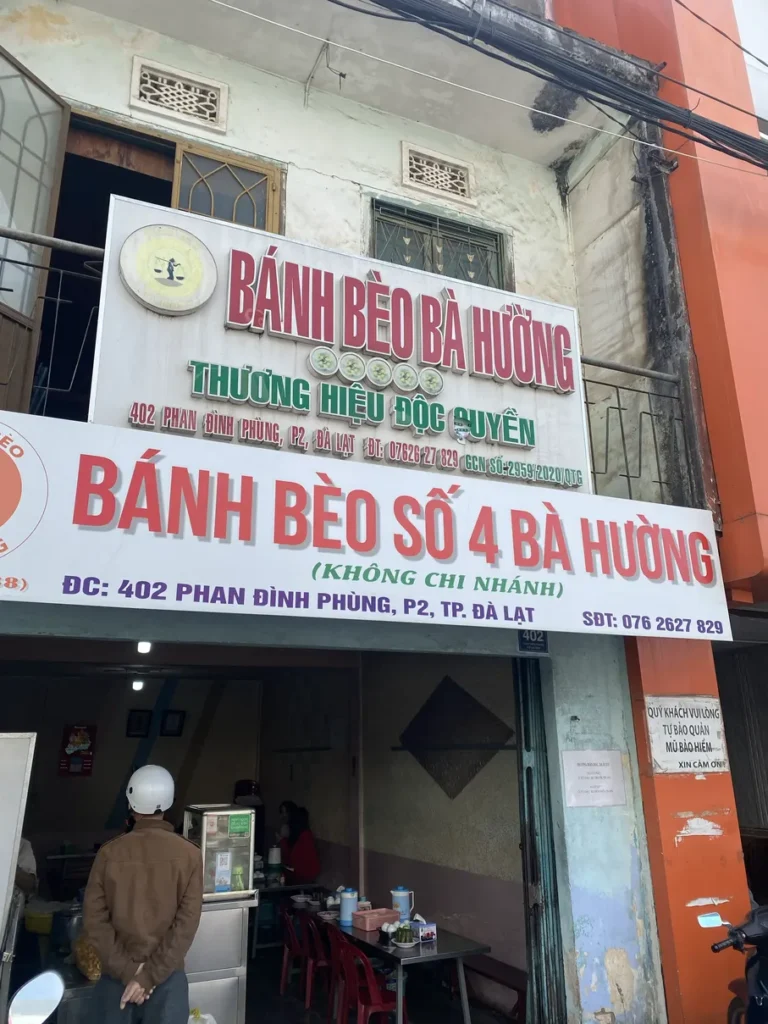 BÁNH BÈO BÀ HƯỜNG
THƯƠNG HIỆU ĐỘC QUYỀN
402 PHAN ĐÌNH PHÙNG, P2, ĐÀ LẠT ĐT: 07626 27 829 GCN SỐ: 2959/2020/QTG
BÁNH BÈO SỐ 4 BÀ HƯỜNG
(KHÔNG CHI NHÁNH)
ĐC: 402 PHAN ĐÌNH PHÙNG, P2, TP. ĐÀ LẠT SĐT: 076 2627 829
402
QUÝ KHÁCH VUI LÒNG
TỰ BẢO QUẢN
MŨ BẢO HIỂM
XIN CẢM ƠN